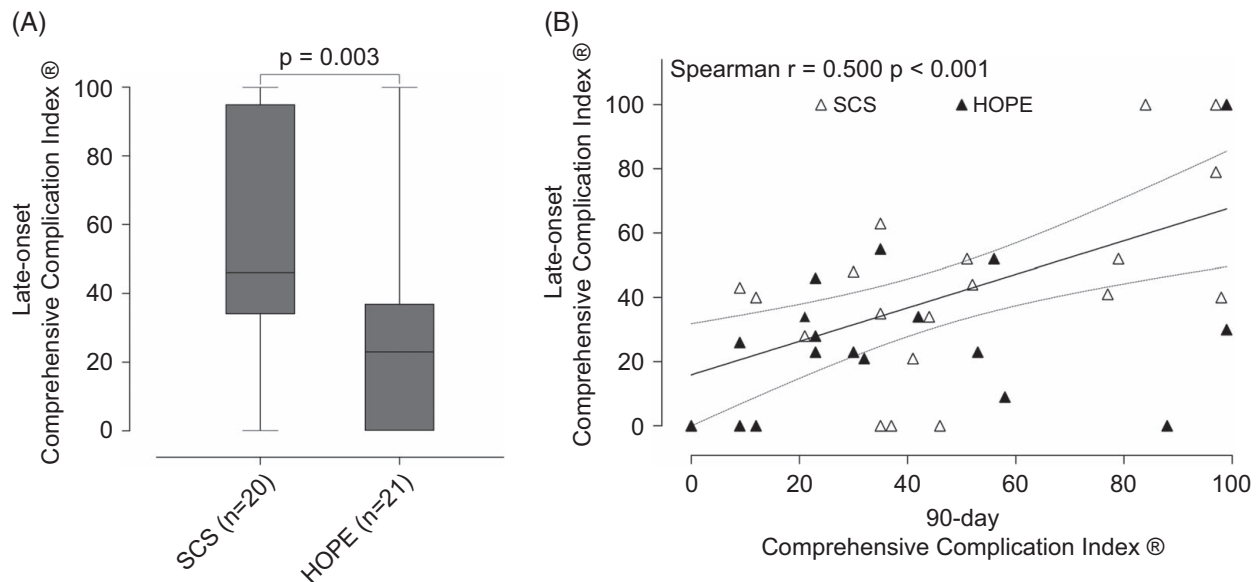 (A)
p = 0.003
Late-onset
Comprehensive Complication Index ®
100
80
60
40
20
0
SCS (n=20)
HOPE (n=21)
(B)
Spearman r = 0.500 p < 0.001
SCS
HOPE
Late-onset
Comprehensive Complication Index ®
100
80
60
40
20
0
0
20
40
60
80
100
90-day
Comprehensive Complication Index ®